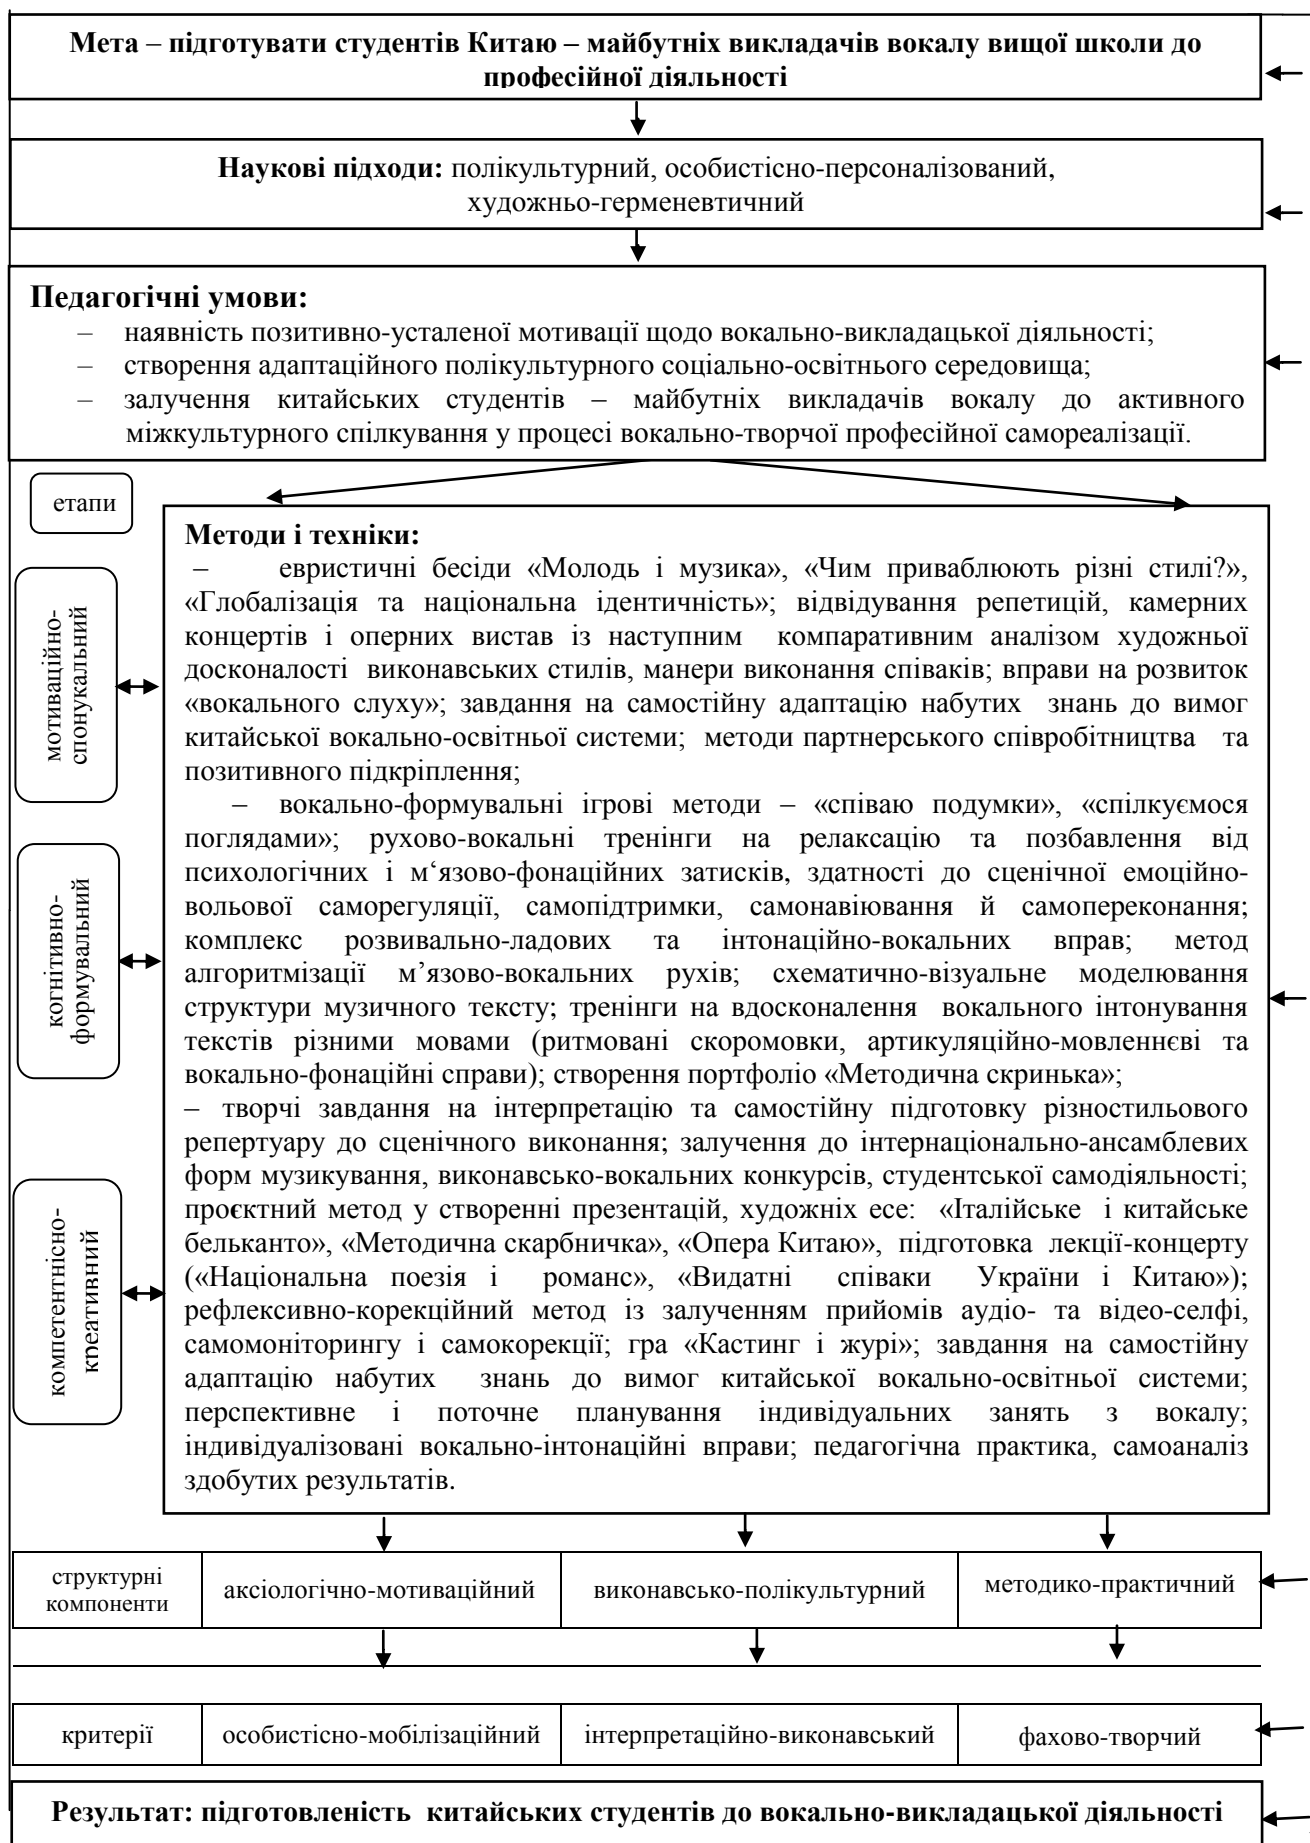 Мета – підготувати студентів Китаю – майбутніх викладачів вокалу вищої школи до
професійної діяльності
Наукові підходи: полікультурний, особистісно-персоналізований,
художньо-герменевтичний
Педагогічні умови:
– наявність позитивно-усталеної мотивації щодо вокально-викладацької діяльності;
– створення адаптаційного полікультурного соціально-освітнього середовища;
– залучення китайських студентів – майбутніх викладачів вокалу до активного
міжкультурного спілкування у процесі вокально-творчої професійної самореалізації.
етапи
мотиваційно-
спонукальний
когнітивно-
формувальний
компетентнісно-
креативний
Методи і техніки:
– евристичні бесіди «Молодь і музика», «Чим приваблюють різні стилі?»,
«Глобалізація та національна ідентичність»; відвідування репетицій, камерних
концертів і оперних вистав із наступним компаративним аналізом художньої
досконалості виконавських стилів, манери виконання співаків; вправи на розвиток
«вокального слуху»; завдання на самостійну адаптацію набутих знань до вимог
китайської вокально-освітньої системи; методи партнерського співробітництва та
позитивного підкріплення;
– вокально-формувальні ігрові методи – «співаю подумки», «спілкуємося
поглядами»; рухово-вокальні тренінги на релаксацію та позбавлення від
психологічних і м‘язово-фонаційних затисків, здатності до сценічної емоційно-
вольової саморегуляції, самопідтримки, самонавіювання й самопереконання;
комплекс розвивально-ладових та інтонаційно-вокальних вправ; метод
алгоритмізації м’язово-вокальних рухів; схематично-візуальне моделювання
структури музичного тексту; тренінги на вдосконалення вокального інтонування
текстів різними мовами (ритмовані скоромовки, артикуляційно-мовленнєві та
вокально-фонаційні справи); створення портфоліо «Методична скринька»;
– творчі завдання на інтерпретацію та самостійну підготовку різностильового
репертуару до сценічного виконання; залучення до інтернаціонально-ансамблевих
форм музикування, виконавсько-вокальних конкурсів, студентської самодіяльності;
проєктний метод у створенні презентацій, художніх есе: «Італійське і китайське
бельканто», «Методична скарбничка», «Опера Китаю», підготовка лекції-концерту
(«Національна поезія і романс», «Видатні співаки України і Китаю»);
рефлексивно-корекційний метод із залученням прийомів аудіо- та відео-селфі,
самомоніторингу і самокорекції; гра «Кастинг і журі»; завдання на самостійну
адаптацію набутих знань до вимог китайської вокально-освітньої системи;
перспективне і поточне планування індивідуальних занять з вокалу;
індивідуалізовані вокально-інтонаційні вправи; педагогічна практика, самоаналіз
здобутих результатів.
структурні
компоненти
аксіологічно-мотиваційний
виконавсько-полікультурний
методико-практичний
критерії
особистісно-мобілізаційний
інтерпретаційно-виконавський
фахово-творчий
Результат: підготовленість китайських студентів до вокально-викладацької діяльності